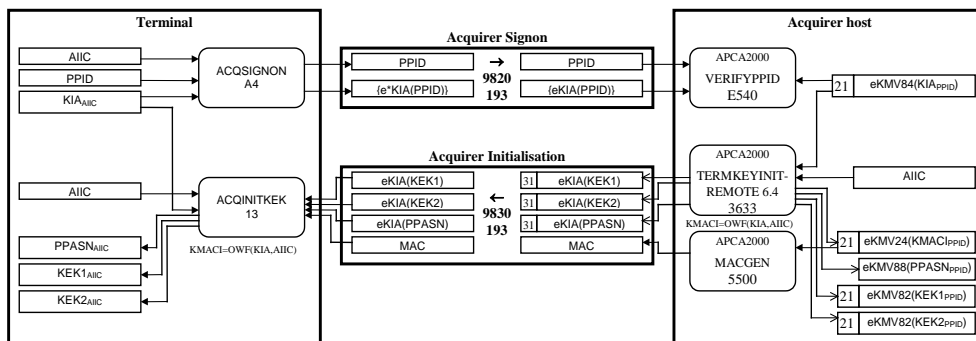 Terminal
Acquirer host
Acquirer Signon
AIIC
PPID
KIAAIIC
ACQSIGNON
A4
PPID
→
PPID
{e*KIA(PPID)}
9820
193
{eKIA(PPID)}
APCA2000
VERIFYPPID
E540
21
eKMV84(KIAPPID)
Acquirer Initialisation
AIIC
ACQINITKEK
13
KMACI=OWF(KIA,AIIC)
PPASNAIIC
KEK1AIIC
KEK2AIIC
eKIA(KEK1)
eKIA(KEK2)
eKIA(PPASN)
MAC
←
9830
193
31 eKIA(KEK1)
31 eKIA(KEK2)
31 eKIA(PPASN)
MAC
APCA2000
TERMKEYINIT-
REMOTE 6.4
3633
KMACI=OWF(KIA,AIIC)
APCA2000
MACGEN
5500
AIIC
21 eKMV24(KMACIPPID)
eKMV88(PPASNPPID)
21 eKMV82(KEK1PPID)
21 eKMV82(KEK2PPID)